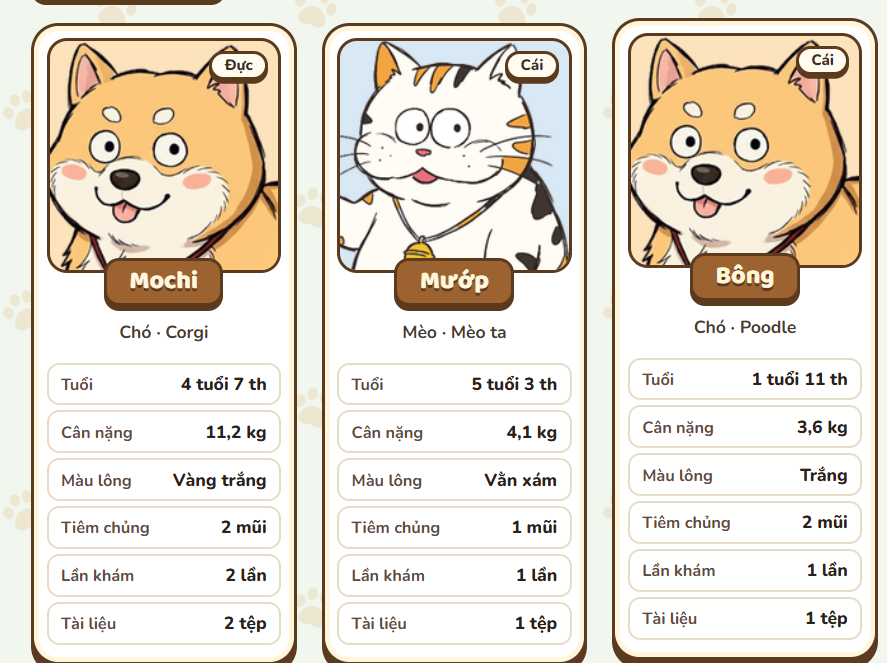 Đực
Mochi
Chó · Corgi
Tuổi 4 tuổi 7 th
Cân nặng 11,2 kg
Màu lông Vàng trắng
Tiêm chủng 2 mũi
Lần khám 2 lần
Tài liệu 2 tệp
Cái
Mướp
Mèo · Mèo ta
Tuổi 5 tuổi 3 th
Cân nặng 4,1 kg
Màu lông Vằn xám
Tiêm chủng 1 mũi
Lần khám 1 lần
Tài liệu 1 tệp
Cái
Bông
Chó · Poodle
Tuổi 1 tuổi 11 th
Cân nặng 3,6 kg
Màu lông Trắng
Tiêm chủng 2 mũi
Lần khám 1 lần
Tài liệu 1 tệp